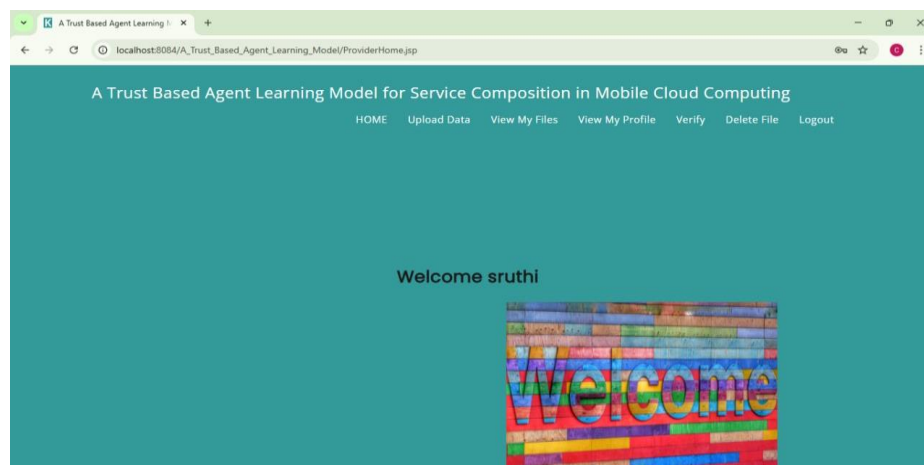 A Trust Based Agent Learning M
localhost:8084/A_Trust_Based_Agent_Learning_Model/ProviderHome.jsp
A Trust Based Agent Learning Model for Service Composition in Mobile Cloud Computing
HOME Upload Data View My Files View My Profile Verify Delete File Logout
Welcome sruthi
Welcome